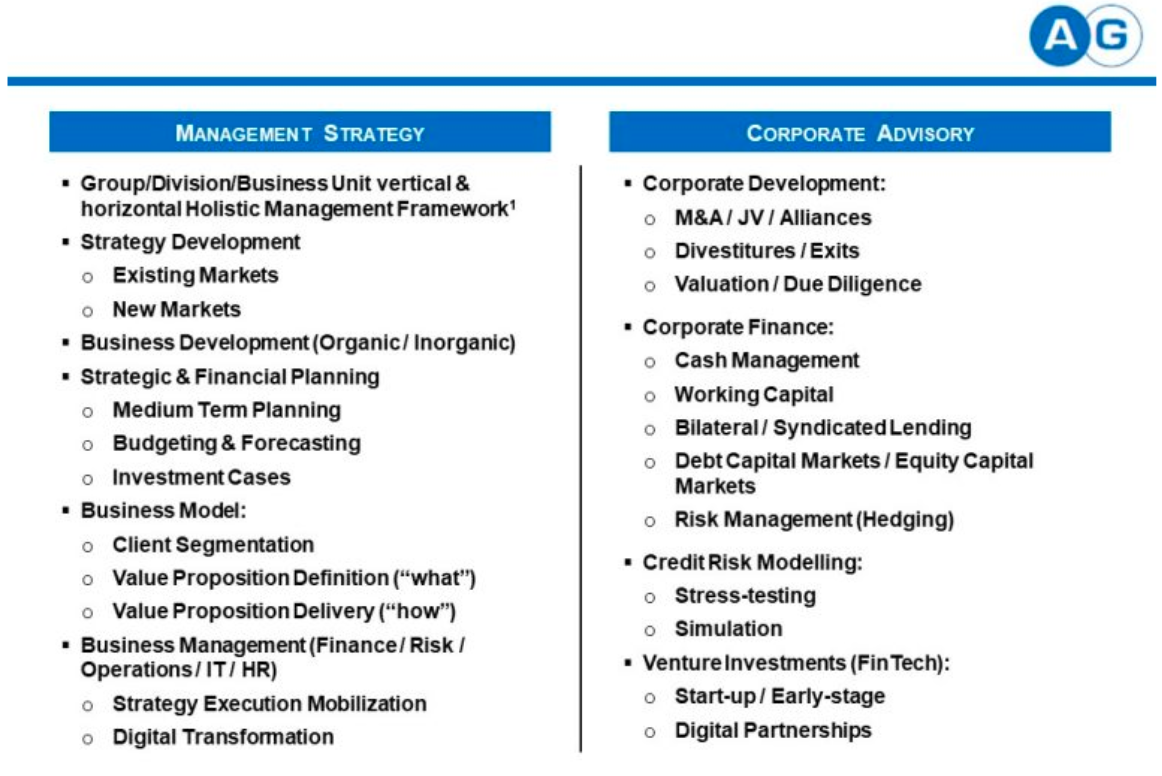 AG
MANAGEMENT STRATEGY
▪ Group/Division/Business Unit vertical &
horizontal Holistic Management Framework¹
▪ Strategy Development
o Existing Markets
o New Markets
▪ Business Development (Organic / Inorganic)
▪ Strategic & Financial Planning
o Medium Term Planning
o Budgeting & Forecasting
o Investment Cases
▪ Business Model:
o Client Segmentation
o Value Proposition Definition (“what”)
o Value Proposition Delivery (“how”)
▪ Business Management (Finance / Risk /
Operations / IT / HR)
o Strategy Execution Mobilization
o Digital Transformation
CORPORATE ADVISORY
▪ Corporate Development:
o M&A / JV / Alliances
o Divestitures / Exits
o Valuation / Due Diligence
▪ Corporate Finance:
o Cash Management
o Working Capital
o Bilateral / Syndicated Lending
o Debt Capital Markets / Equity Capital
Markets
o Risk Management (Hedging)
▪ Credit Risk Modelling:
o Stress-testing
o Simulation
▪ Venture Investments (FinTech):
o Start-up / Early-stage
o Digital Partnerships